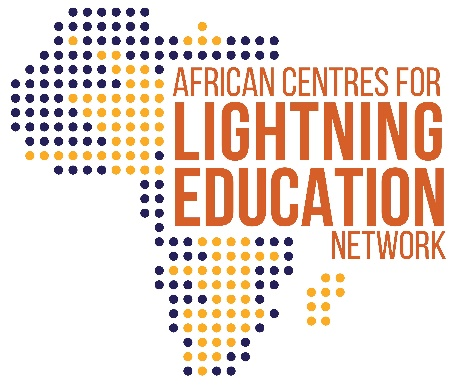 AFRICAN CENTRES FOR
LIGHTNING
EDUCATION
NETWORK